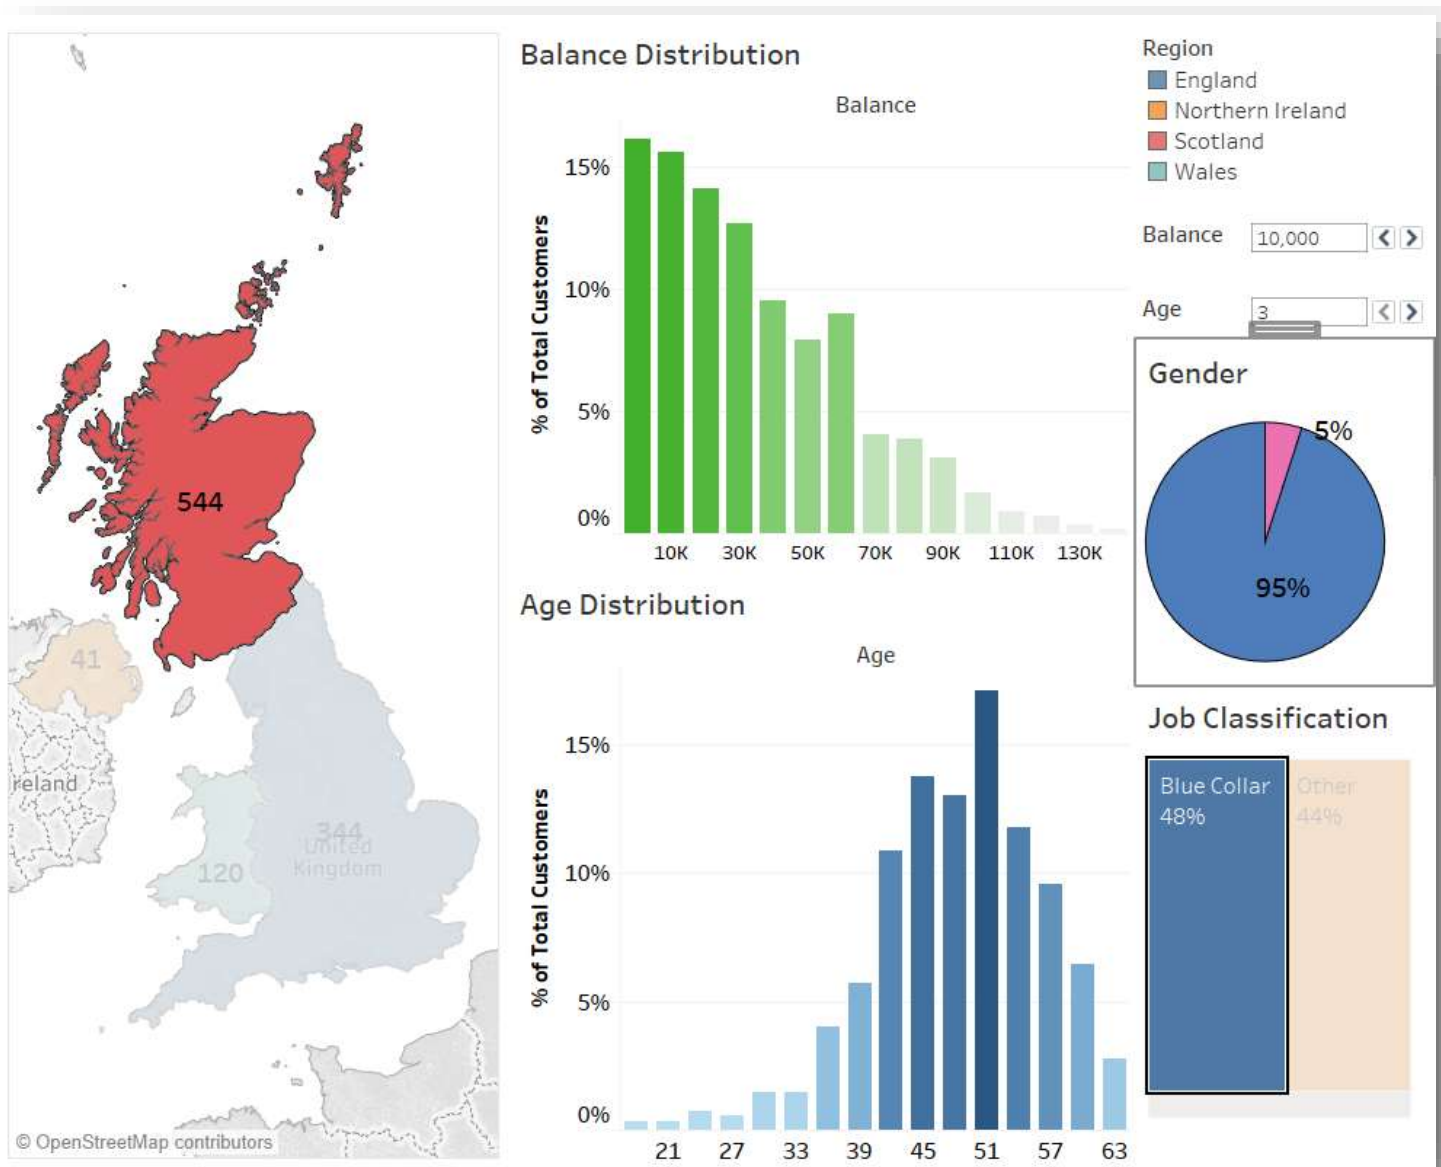 544
41
reland
344
United
Kingdom
120
© OpenStreetMap contributors
Balance Distribution
Balance
% of Total Customers
15%
10%
5%
0%
10K 30K 50K 70K 90K 110K 130K
Age Distribution
Age
% of Total Customers
15%
10%
5%
0%
21 27 33 39 45 51 57 63
Region
England
Northern Ireland
Scotland
Wales
Balance 10,000
Age 3
Gender
5%
95%
Job Classification
Blue Collar
48%
Other
44%